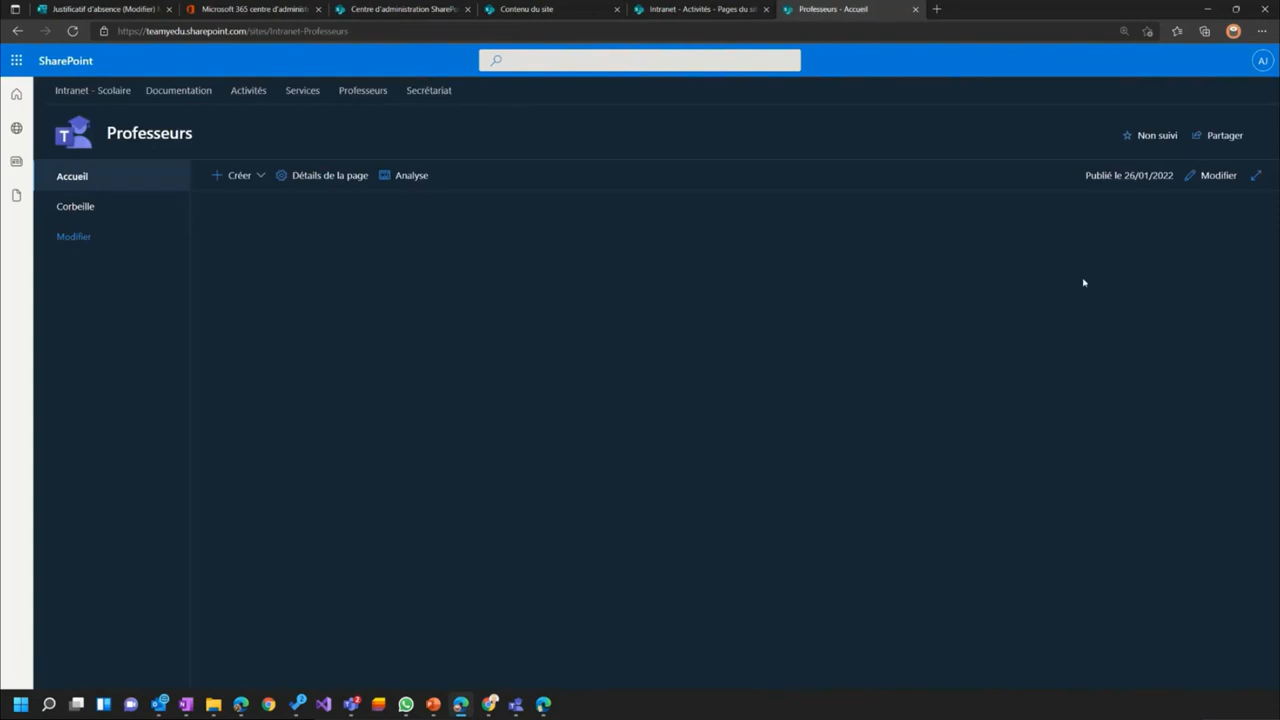 Justificatif d'absence (Modifier) M
Microsoft 365 centre d'administ
Centre d'administration SharePo
Contenu du site
Intranet - Activités - Pages du sit
Professeurs - Accueil
https://teamyedu.sharepoint.com/sites/Intranet-Professeurs
SharePoint
AJ
Intranet - Scolaire Documentation Activités Services Professeurs Secrétariat
T
Professeurs
Non suivi Partager
Accueil
Créer Détails de la page Analyse
Publié le 26/01/2022 Modifier
Corbeille
Modifier